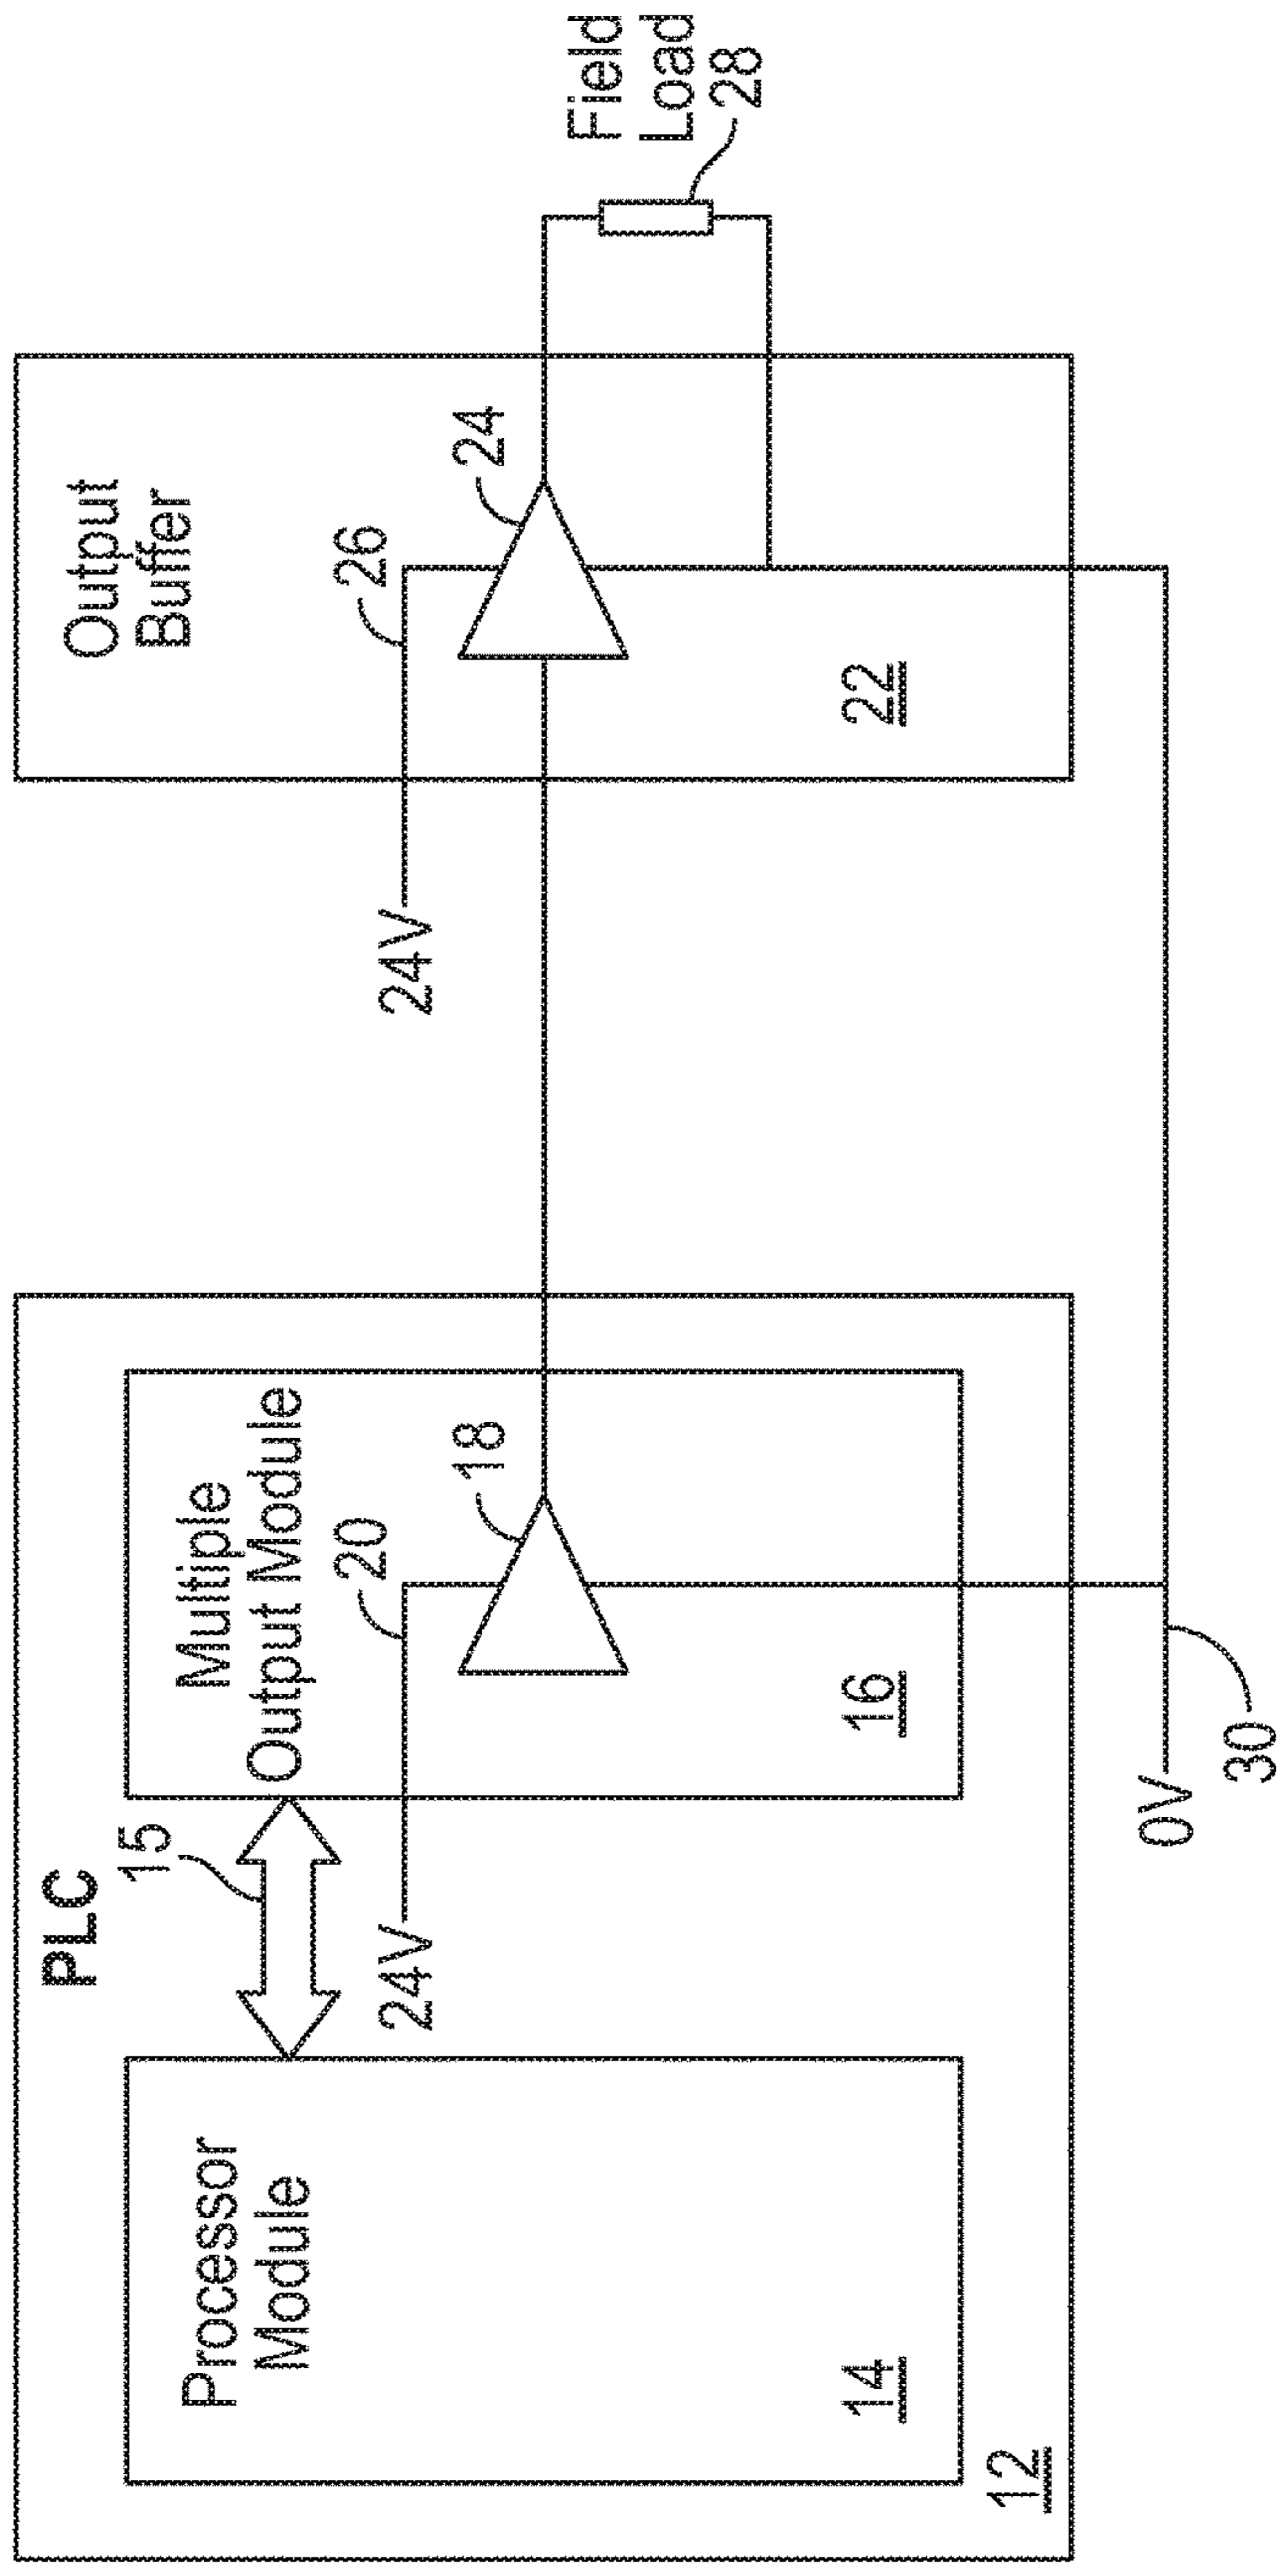 PLC
Processor
Module
14
12
15
Multiple
Output Module
20
24V
18
16
Output
Buffer
26
24V
24
22
Field
Load
28
0V
30